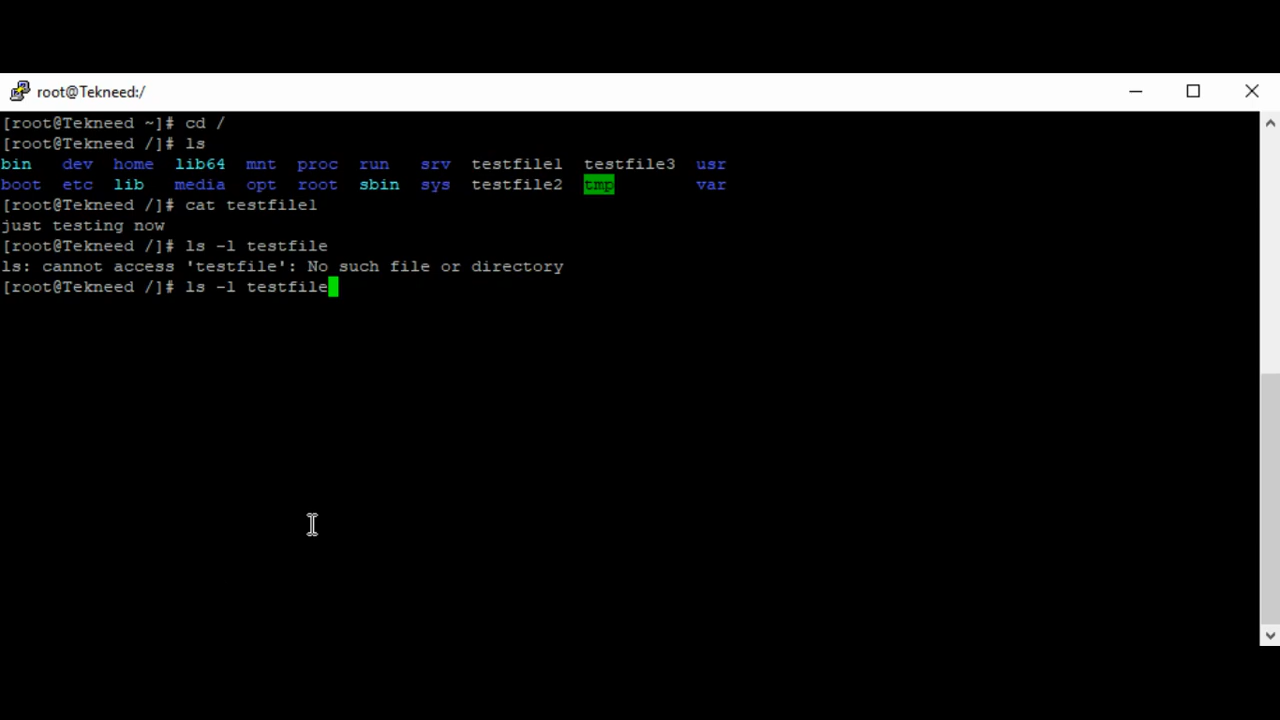 root@Tekneed:/
[root@Tekneed ~]# cd /
[root@Tekneed /]# ls
bin dev home lib64 mnt proc run srv testfile1 testfile3 usr
boot etc lib media opt root sbin sys testfile2 tmp var
[root@Tekneed /]# cat testfile1
just testing now
[root@Tekneed /]# ls -l testfile
ls: cannot access 'testfile': No such file or directory
[root@Tekneed /]# ls -l testfile